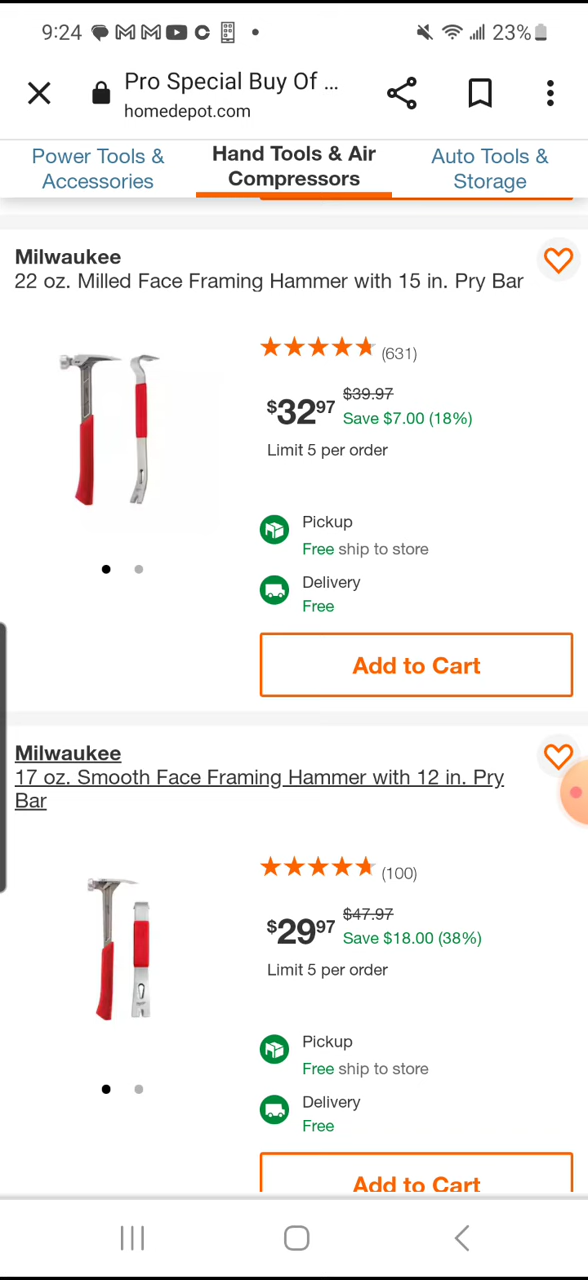 9:24
23%
Pro Special Buy Of ...
homedepot.com
Power Tools & Accessories
Hand Tools & Air Compressors
Auto Tools & Storage
Milwaukee
22 oz. Milled Face Framing Hammer with 15 in. Pry Bar
(631)
$3297 $39.97
Save $7.00 (18%)
Limit 5 per order
Pickup
Free ship to store
Delivery
Free
Add to Cart
Milwaukee
17 oz. Smooth Face Framing Hammer with 12 in. Pry
Bar
(100)
$2997 $47.97
Save $18.00 (38%)
Limit 5 per order
Pickup
Free ship to store
Delivery
Free
Add to Cart